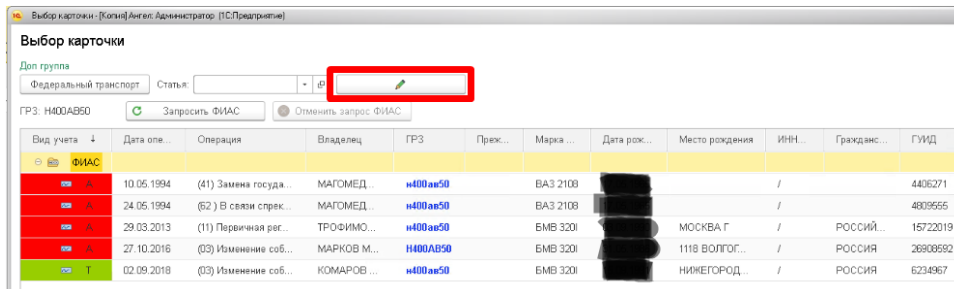 Выбор карточки - [Копия] Ангел: Администратор (1С:Предприятие)
Выбор карточки
Доп группа
Федеральный транспорт Статья:
ГРЗ: Н400АВ50 Запросить ФИАС Отменить запрос ФИАС
Вид учета ↓ Дата опе... Операция Владелец ГРЗ Преж... Марка ... Дата рож... Место рождения ИНН... Гражданс... ГУИД
ФИАС
А 10.05.1994 (41) Замена госуда... МАГОМЕД... н400ав50 ВАЗ 2108 / 4406271
А 24.05.1994 (62 ) В связи спрек... МАГОМЕД... н400ав50 ВАЗ 2108 / 4809555
А 29.03.2013 (11) Первичная рег... ТРОФИМО... н400ав50 БМВ 320I МОСКВА Г / РОССИЙ... 15722019
А 27.10.2016 (03) Изменение соб... МАРКОВ М... Н400АВ50 БМВ 320I 1118 ВОЛГОГ... / РОССИЯ 26908592
Т 02.09.2018 (03) Изменение соб... КОМАРОВ ... н400ав50 БМВ 320I НИЖЕГОРОД... / РОССИЯ 6234967